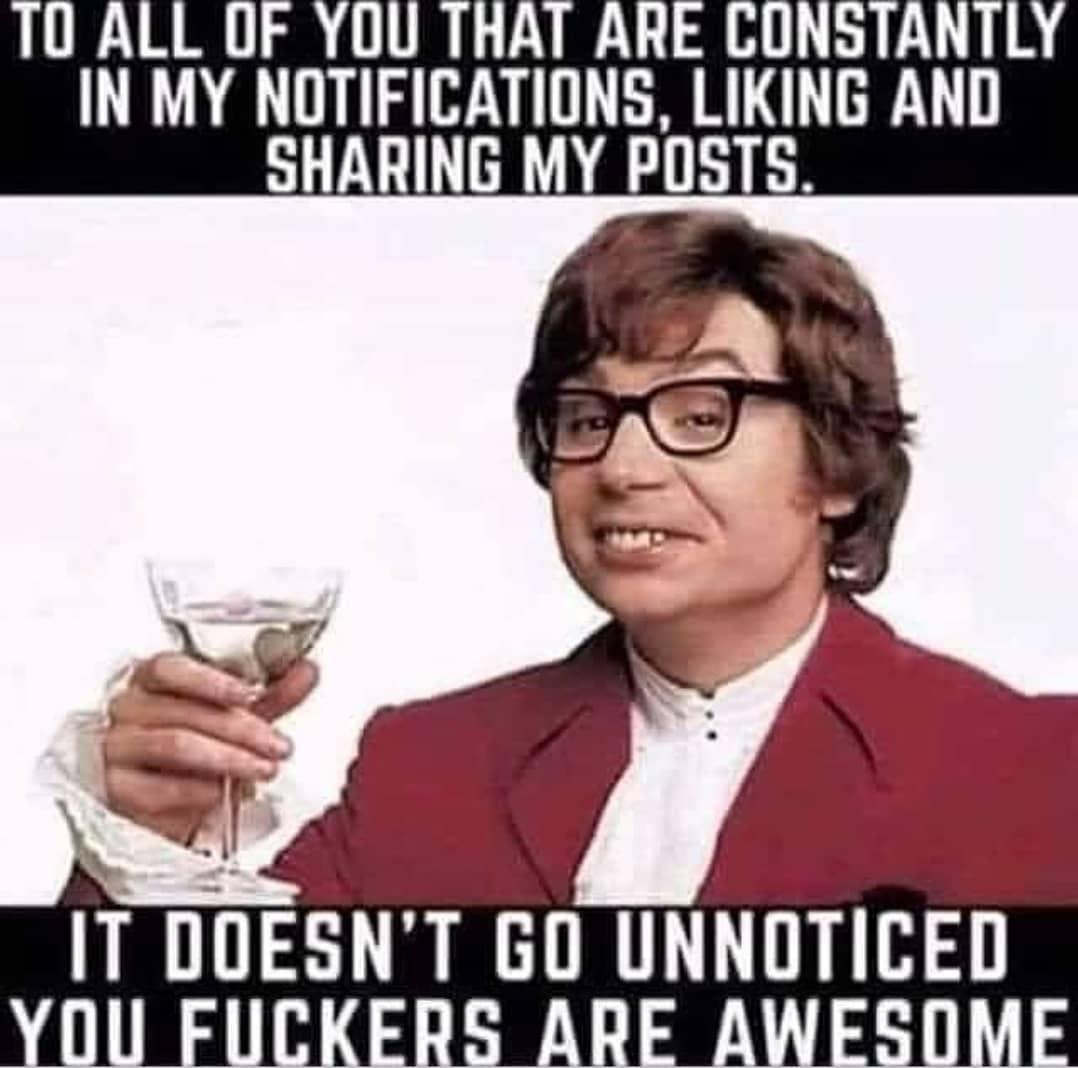 TO ALL OF YOU THAT ARE CONSTANTLY
IN MY NOTIFICATIONS, LIKING AND
SHARING MY POSTS.
IT DOESN'T GO UNNOTICED
YOU FUCKERS ARE AWESOME